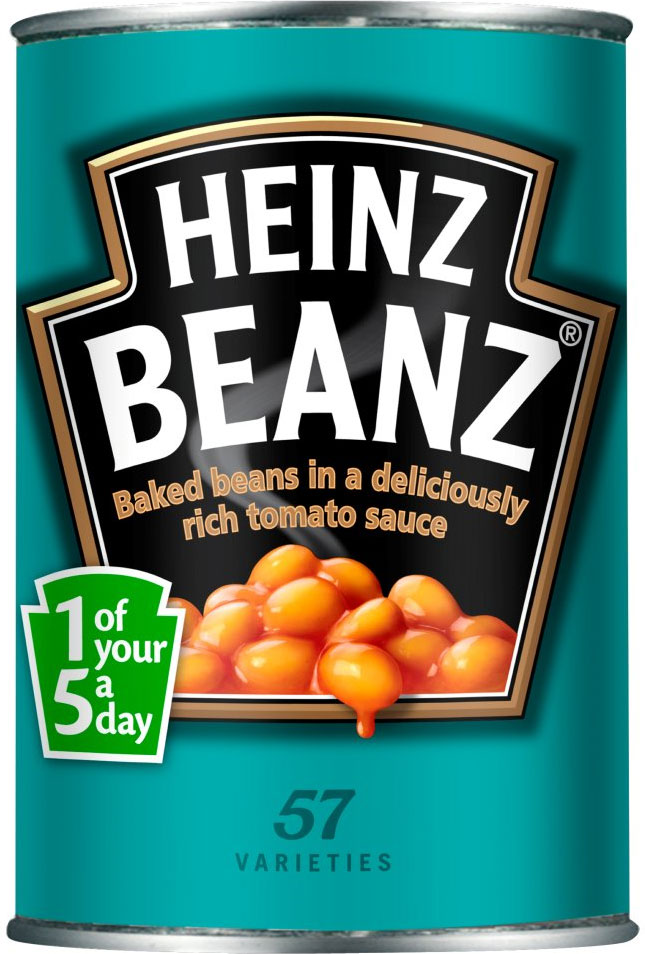 HEINZ
BEANZ®
Baked beans in a deliciously
rich tomato sauce
1 of
your
5 a
day
57
VARIETIES